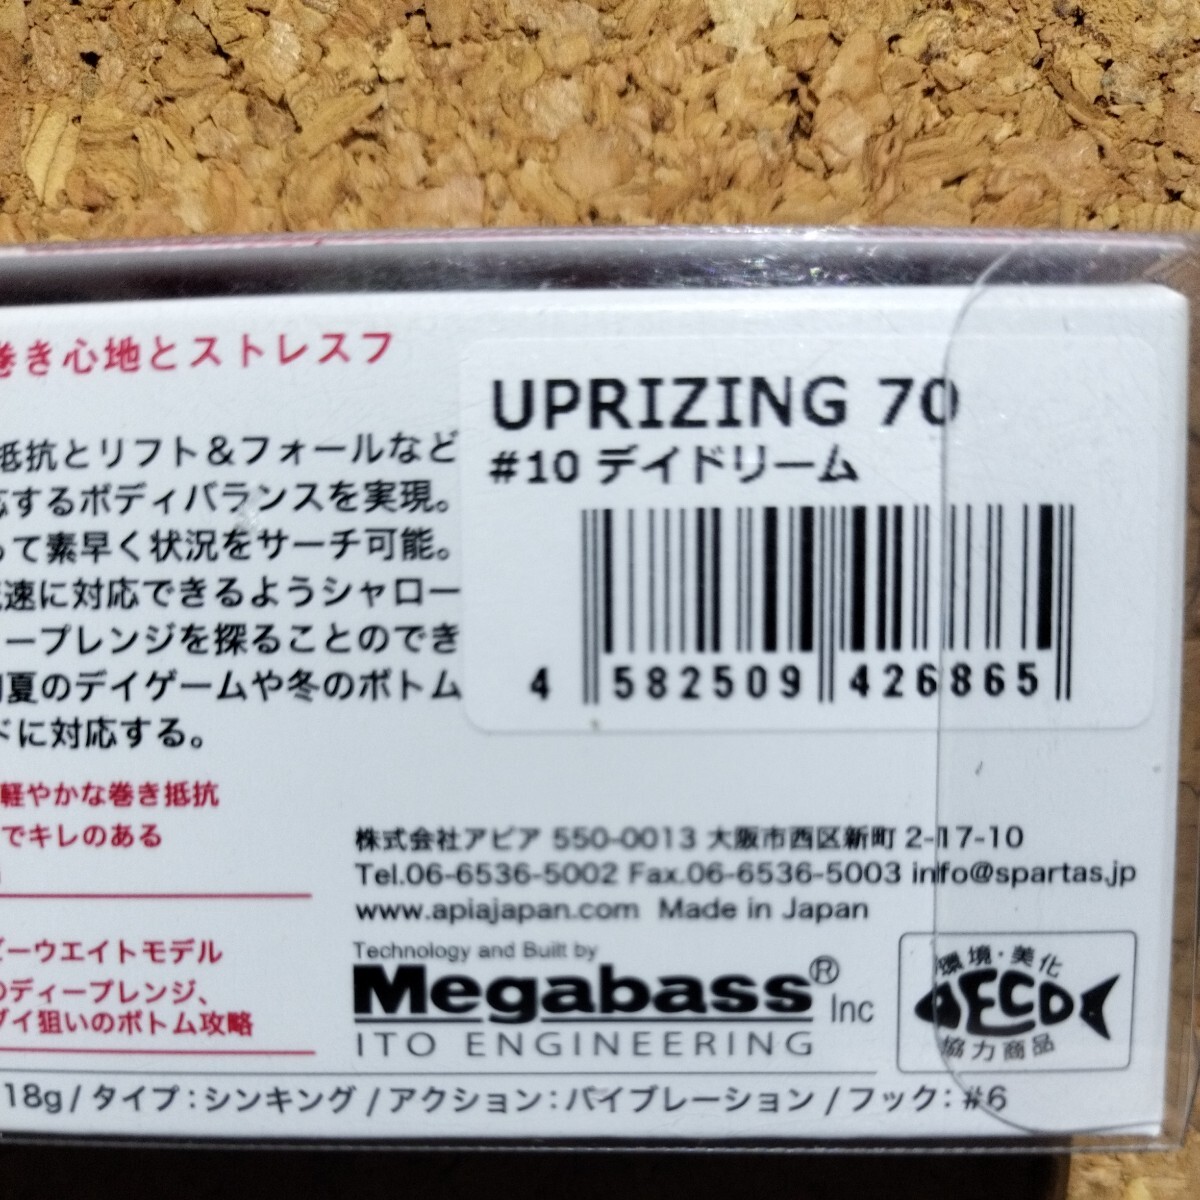 巻き心地とストレスフ
抵抗とリフト&フォールなど
応するボディバランスを実現。
って素早く状況をサーチ可能。
流速に対応できるようシャロー
ープレンジを探ることのでき
初夏のデイゲームや冬のボトム
ドに対応する。
軽やかな巻き抵抗
でキレのある
ビーウエイトモデル
のディープレンジ、
ダイ狙いのボトム攻略
18g/タイプ:シンキング/アクション:バイブレーション/フック:#6
UPRIZING 70
#10 デイドリーム
4 582509 426865
株式会社アピア 550-0013 大阪市西区新町 2-17-10
Tel.06-6536-5002 Fax.06-6536-5003 info@spartas.jp
www.apiajapan.com Made in Japan
Technology and Built by
Megabass® Inc
ITO ENGINEERING
環境・美化
ECO
協力商品